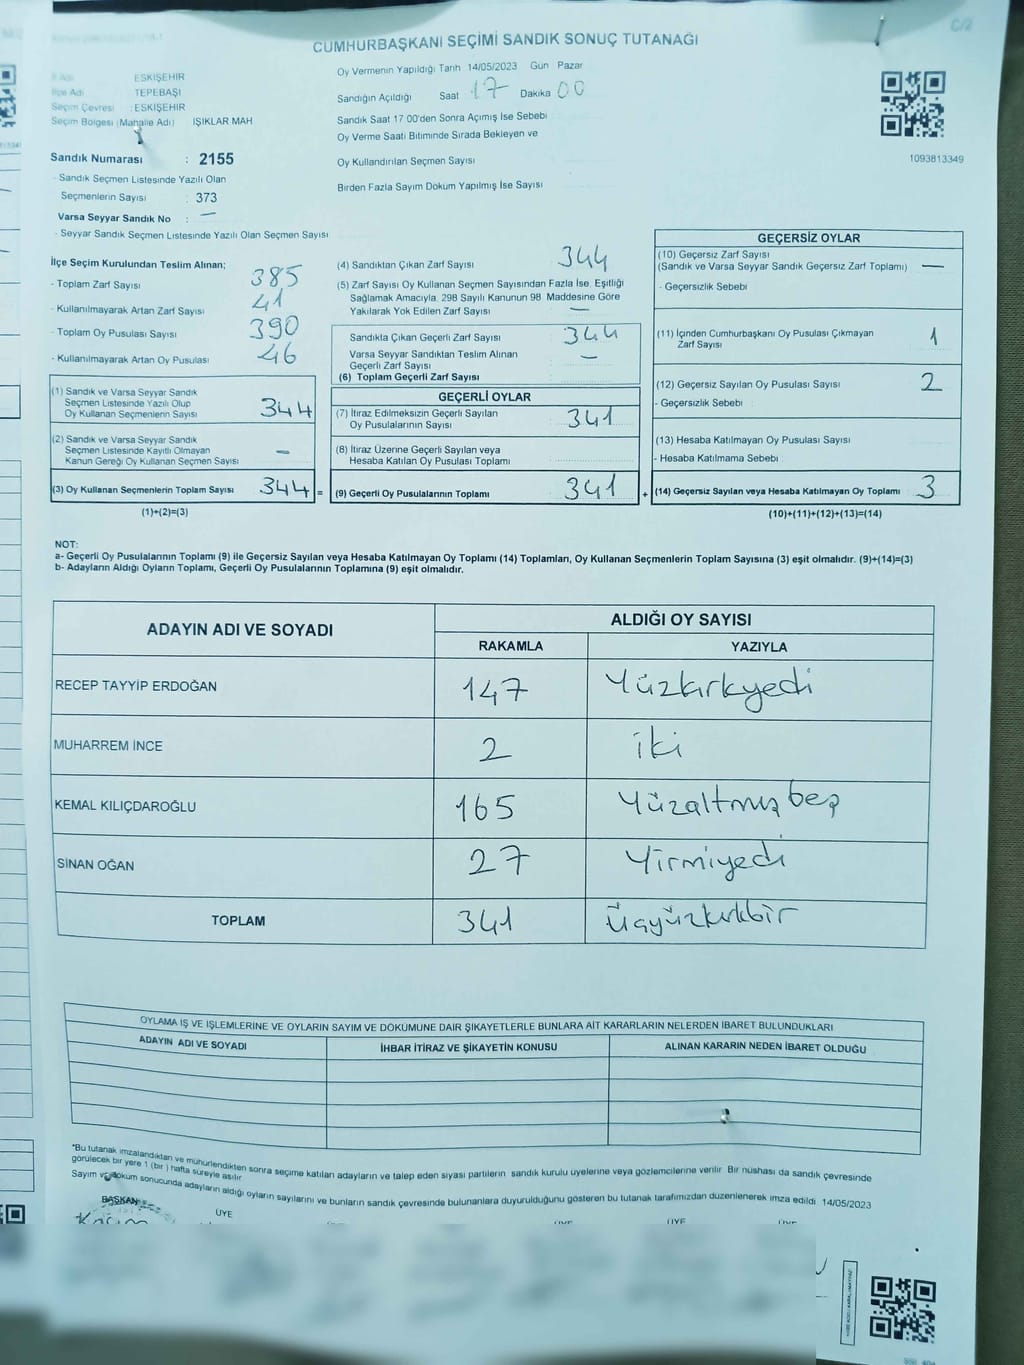 C/2
CUMHURBAŞKANI SEÇİMİ SANDIK SONUÇ TUTANAĞI
İl Adı ESKİŞEHİR
İlçe Adı TEPEBAŞI
Seçim Çevresi : ESKİŞEHİR
Seçim Bölgesi (Mahalle Adı) IŞIKLAR MAH
Sandık Numarası : 2155
- Sandık Seçmen Listesinde Yazılı Olan
Seçmenlerin Sayısı : 373
Varsa Seyyar Sandık No : —
- Seyyar Sandık Seçmen Listesinde Yazılı Olan Seçmen Sayısı
Oy Vermenin Yapıldığı Tarih 14/05/2023 Gün Pazar
Sandığın Açıldığı Saat 17 Dakika 00
Sandık Saat 17 00'den Sonra Açımış İse Sebebi
Oy Verme Saati Bitiminde Sırada Bekleyen ve
Oy Kullandırılan Seçmen Sayısı
Birden Fazla Sayım Döküm Yapılmış İse Sayısı
1093813349
İlçe Seçim Kurulundan Teslim Alınan;
- Toplam Zarf Sayısı 385
- Kullanılmayarak Artan Zarf Sayısı 41
- Toplam Oy Pusulası Sayısı 390
- Kullanılmayarak Artan Oy Pusulası 46
(1) Sandık ve Varsa Seyyar Sandık
Seçmen Listesinde Yazılı Olup
Oy Kullanan Seçmenlerin Sayısı 344
(2) Sandık ve Varsa Seyyar Sandık
Seçmen Listesinde Kayıtlı Olmayan
Kanun Gereği Oy Kullanan Seçmen Sayısı —
(3) Oy Kullanan Seçmenlerin Toplam Sayısı 344 =
(1)+(2)=(3)
(4) Sandıktan Çıkan Zarf Sayısı 344
(5) Zarf Sayısı Oy Kullanan Seçmen Sayısından Fazla İse, Eşitliği
Sağlamak Amacıyla, 298 Sayılı Kanunun 98. Maddesine Göre
Yakılarak Yok Edilen Zarf Sayısı —
Sandıkta Çıkan Geçerli Zarf Sayısı 344
Varsa Seyyar Sandıktan Teslim Alınan
Geçerli Zarf Sayısı —
(6) Toplam Geçerli Zarf Sayısı
GEÇERLİ OYLAR
(7) İtiraz Edilmeksizin Geçerli Sayılan
Oy Pusulalarının Sayısı 341
(8) İtiraz Üzerine Geçerli Sayılan veya
Hesaba Katılan Oy Pusulası Toplamı
(9) Geçerli Oy Pusulalarının Toplamı 341 +
GEÇERSİZ OYLAR
(10) Geçersiz Zarf Sayısı
(Sandık ve Varsa Seyyar Sandık Geçersiz Zarf Toplamı) —
- Geçersizlik Sebebi
(11) İçinden Cumhurbaşkanı Oy Pusulası Çıkmayan
Zarf Sayısı 1
(12) Geçersiz Sayılan Oy Pusulası Sayısı 2
- Geçersizlik Sebebi
(13) Hesaba Katılmayan Oy Pusulası Sayısı
- Hesaba Katılmama Sebebi
(14) Geçersiz Sayılan veya Hesaba Katılmayan Oy Toplamı 3
(10)+(11)+(12)+(13)=(14)
NOT:
a- Geçerli Oy Pusulalarının Toplamı (9) ile Geçersiz Sayılan veya Hesaba Katılmayan Oy Toplamı (14) Toplamları, Oy Kullanan Seçmenlerin Toplam Sayısına (3) eşit olmalıdır. (9)+(14)=(3)
b- Adayların Aldığı Oyların Toplamı, Geçerli Oy Pusulalarının Toplamına (9) eşit olmalıdır.
ADAYIN ADI VE SOYADI ALDIĞI OY SAYISI
RAKAMLA YAZIYLA
RECEP TAYYİP ERDOĞAN 147 Yüzkırkyedi
MUHARREM İNCE 2 iki
KEMAL KILIÇDAROĞLU 165 Yüzaltmışbeş
SİNAN OĞAN 27 Yirmiyedi
TOPLAM 341 Üçyüzkırkbir
OYLAMA İŞ VE İŞLEMLERİNE VE OYLARIN SAYIM VE DÖKÜMÜNE DAİR ŞİKAYETLERLE BUNLARA AİT KARARLARIN NELERDEN İBARET BULUNDUKLARI
ADAYIN ADI VE SOYADI İHBAR İTİRAZ VE ŞİKAYETİN KONUSU ALINAN KARARIN NEDEN İBARET OLDUĞU
*Bu tutanak imzalandıktan ve mühürlendikten sonra seçime katılan adayların ve talep eden siyasi partilerin sandık kurulu üyelerine veya gözlemcilerine verilir. Bir nüshası da sandık çevresinde
görülecek bir yere 1 (bir) hafta süreyle asılır
Sayım ve döküm sonucunda adayların aldığı oyların sayılarını ve bunların sandık çevresinde bulunanlara duyurulduğunu gösteren bu tutanak tarafımızdan düzenlenerek imza edildi. 14/05/2023
BAŞKAN ÜYE ÜYE ÜYE ÜYE